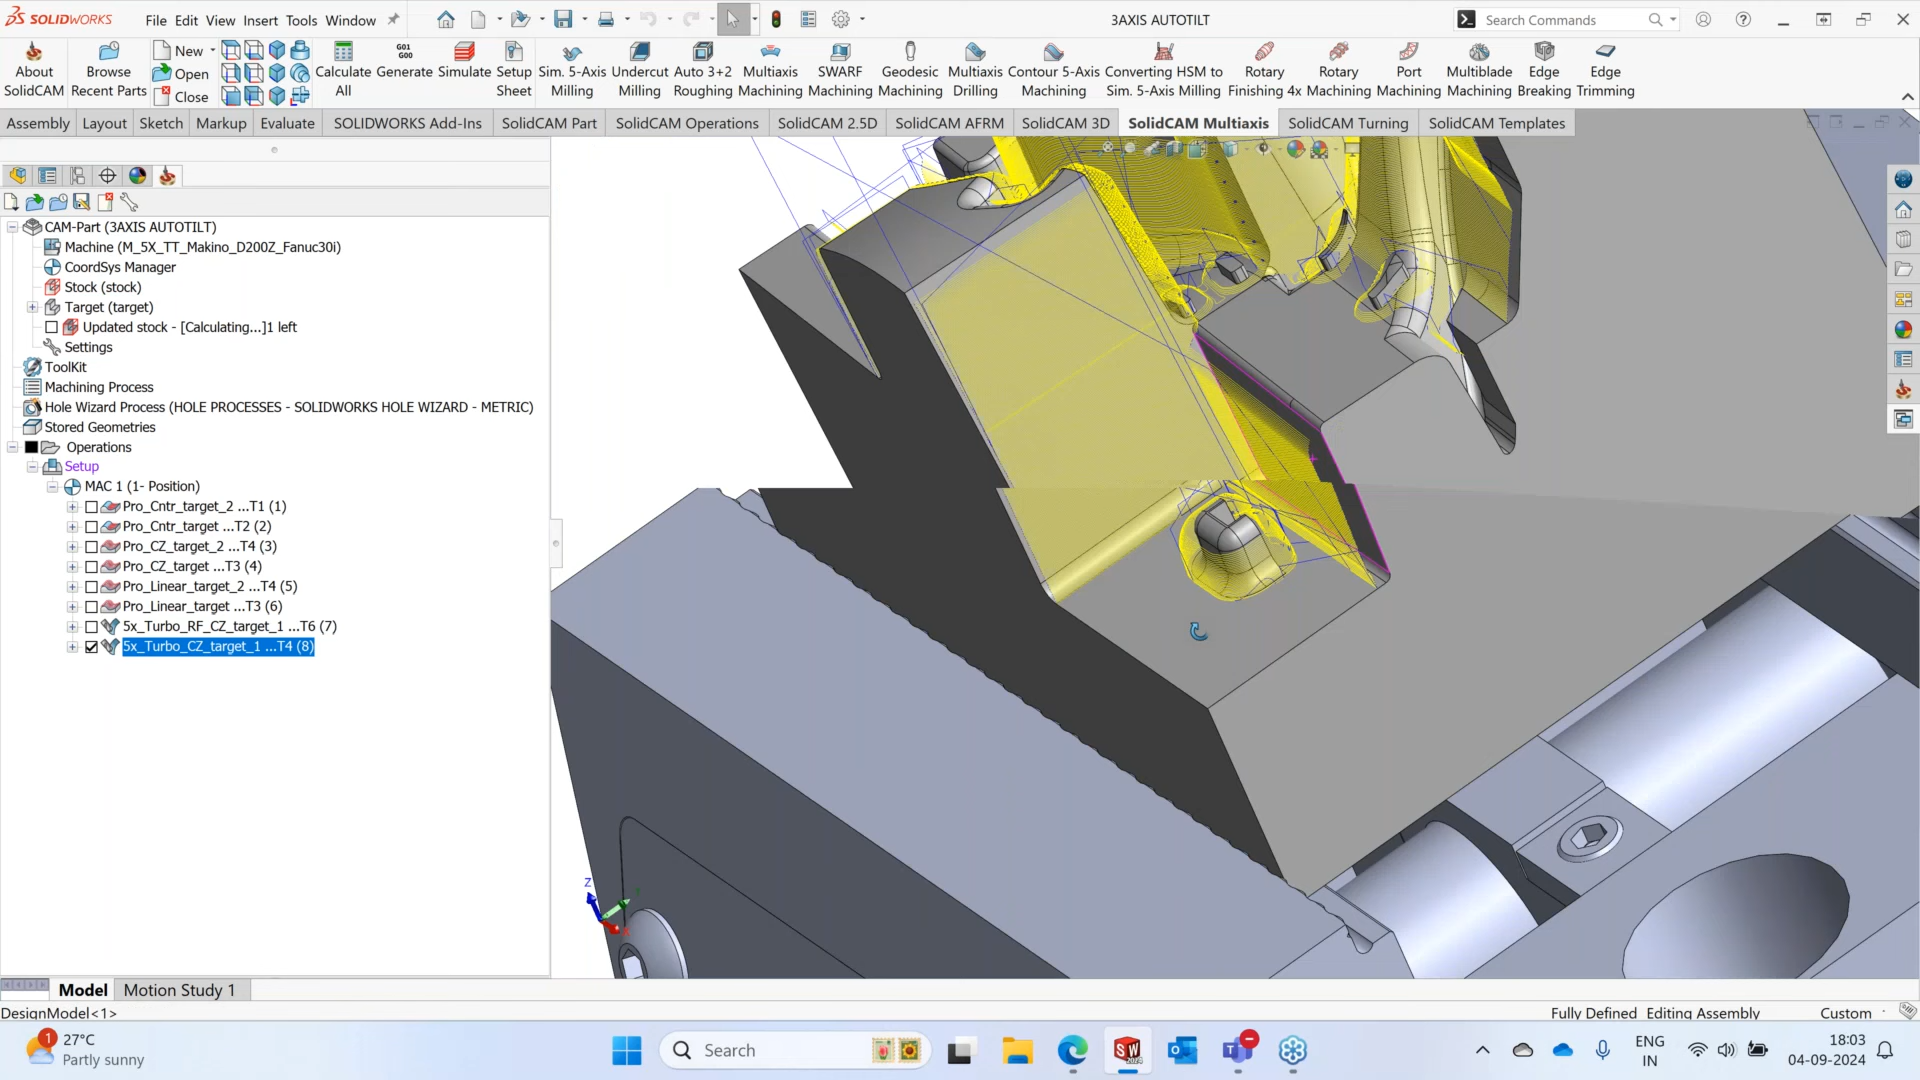 SOLIDWORKS File Edit View Insert Tools Window 3AXIS AUTOTILT Search Commands
About SolidCAM
Browse Recent Parts
New
Open
Close
Calculate All
G01 G00
Generate
Simulate
Setup Sheet
Sim. 5-Axis Milling
Undercut Milling
Auto 3+2 Roughing
Multiaxis Machining
SWARF Machining
Geodesic Machining
Multiaxis Drilling
Contour 5-Axis Machining
Converting HSM to Sim. 5-Axis Milling
Rotary Finishing 4x
Rotary Machining
Port Machining
Multiblade Machining
Edge Breaking
Edge Trimming
Assembly Layout Sketch Markup Evaluate SOLIDWORKS Add-Ins SolidCAM Part SolidCAM Operations SolidCAM 2.5D SolidCAM AFRM SolidCAM 3D SolidCAM Multiaxis SolidCAM Turning SolidCAM Templates
CAM-Part (3AXIS AUTOTILT)
Machine (M_5X_TT_Makino_D200Z_Fanuc30i)
CoordSys Manager
Stock (stock)
Target (target)
Updated stock - [Calculating...]1 left
Settings
ToolKit
Machining Process
Hole Wizard Process (HOLE PROCESSES - SOLIDWORKS HOLE WIZARD - METRIC)
Stored Geometries
Operations
Setup
MAC 1 (1- Position)
Pro_Cntr_target_2 ...T1 (1)
Pro_Cntr_target ...T2 (2)
Pro_CZ_target_2 ...T4 (3)
Pro_CZ_target ...T3 (4)
Pro_Linear_target_2 ...T4 (5)
Pro_Linear_target ...T3 (6)
5x_Turbo_RF_CZ_target_1 ...T6 (7)
5x_Turbo_CZ_target_1 ...T4 (8)
Z
X
Model Motion Study 1
DesignModel<1> Fully Defined Editing Assembly Custom
1
27°C
Partly sunny
Search
SW
2024
ENG
IN
18:03
04-09-2024